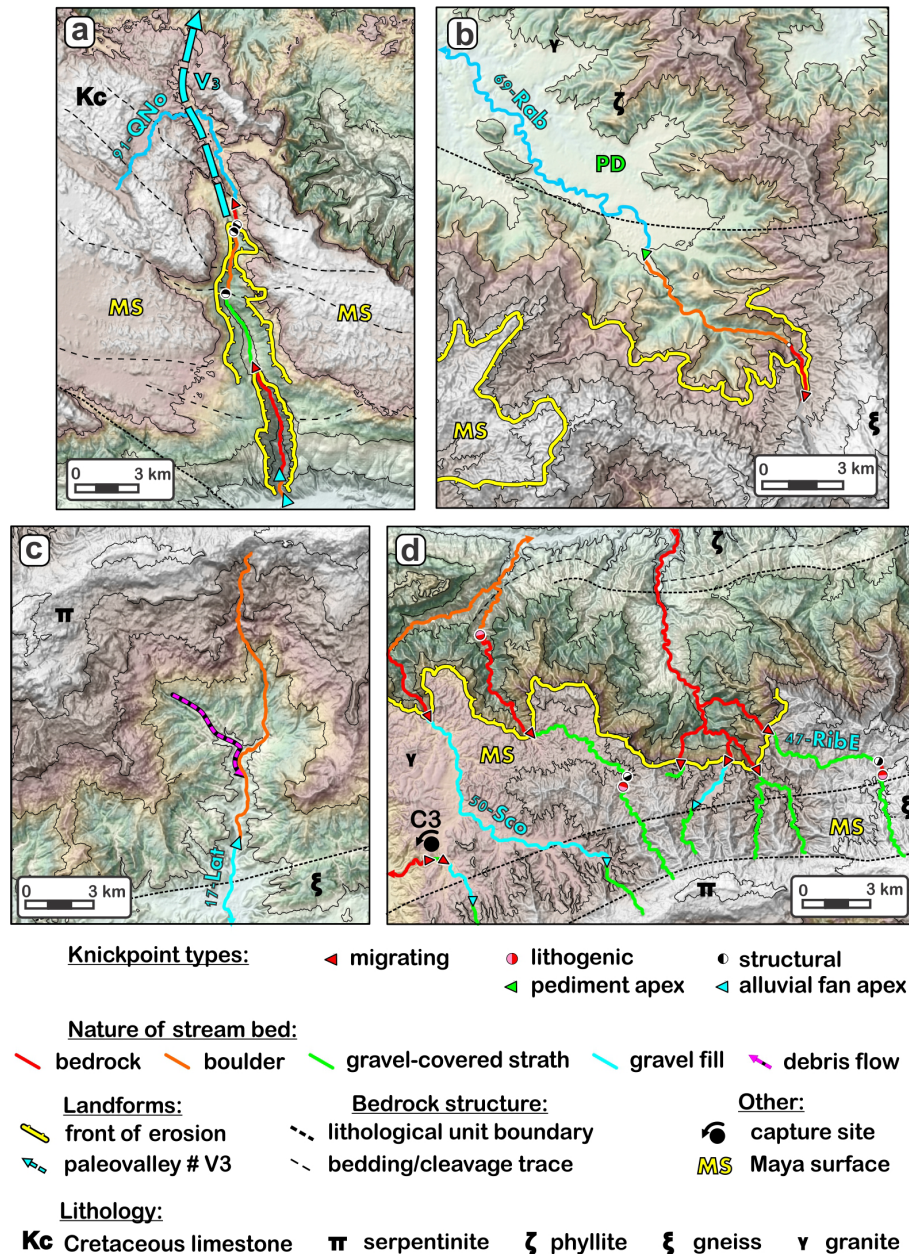 a
V3
Kc
91-QNo
MS
MS
0 3 km
b
γ
69-Rab
ζ
PD
MS
ξ
0 3 km
c
π
17-Lat
ξ
0 3 km
d
ζ
MS
47-RibE
γ
50-Sco
C3
MS
ξ
π
0 3 km
Knickpoint types:
migrating
lithogenic
structural
pediment apex
alluvial fan apex
Nature of stream bed:
bedrock
boulder
gravel-covered strath
gravel fill
debris flow
Landforms:
Bedrock structure:
Other:
front of erosion
lithological unit boundary
capture site
paleovalley # V3
bedding/cleavage trace
MS Maya surface
Lithology:
Kc Cretaceous limestone
π serpentinite
ζ phyllite
ξ gneiss
γ granite